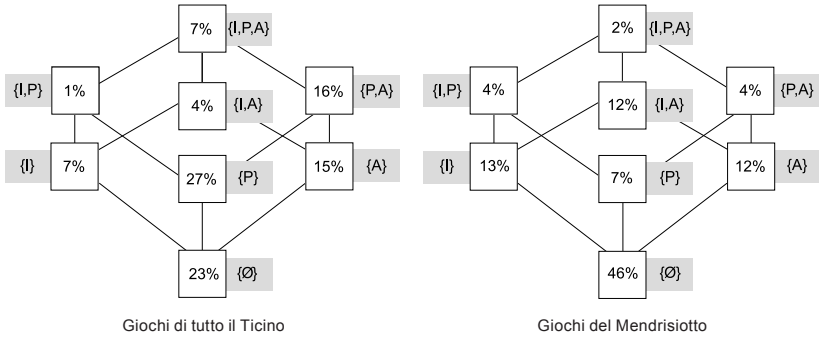 7% {I,P,A}
{I,P} 1% 4% {I,A} 16% {P,A}
{I} 7% 27% {P} 15% {A}
23% {Ø}
Giochi di tutto il Ticino
2% {I,P,A}
{I,P} 4% 12% {I,A} 4% {P,A}
{I} 13% 7% {P} 12% {A}
46% {Ø}
Giochi del Mendrisiotto